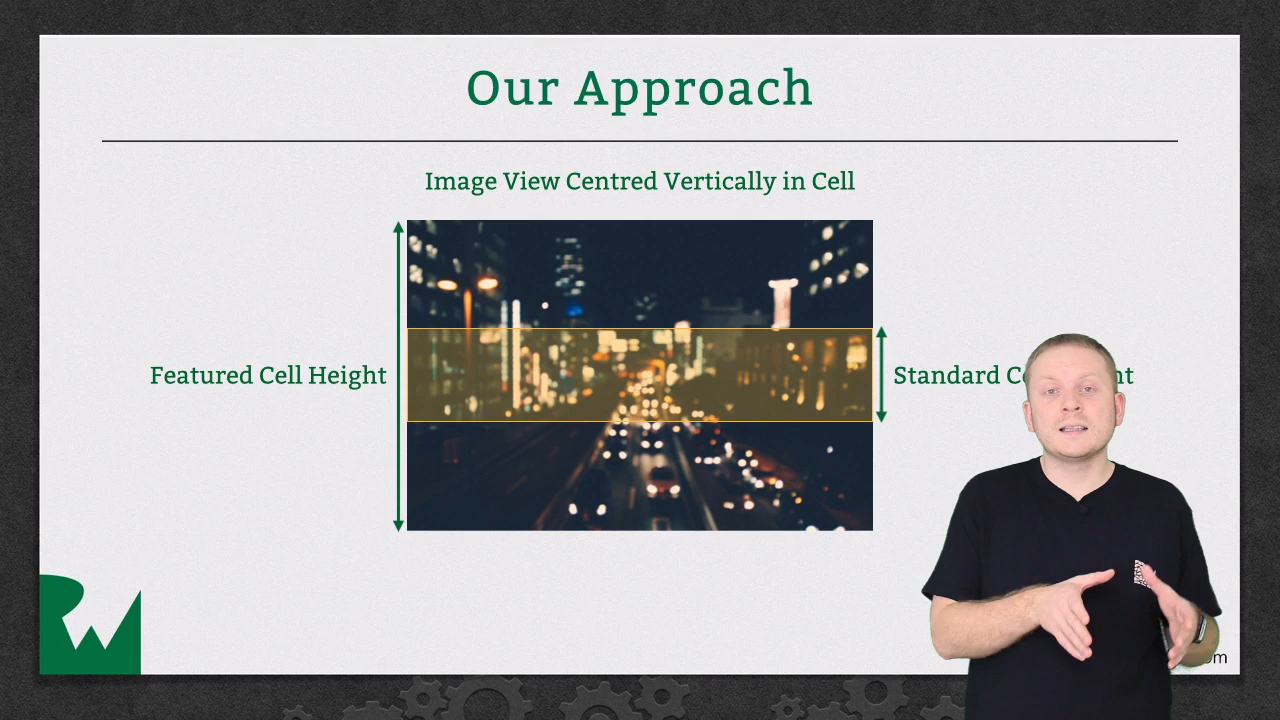 Our Approach
Image View Centred Vertically in Cell
Featured Cell Height
Standard